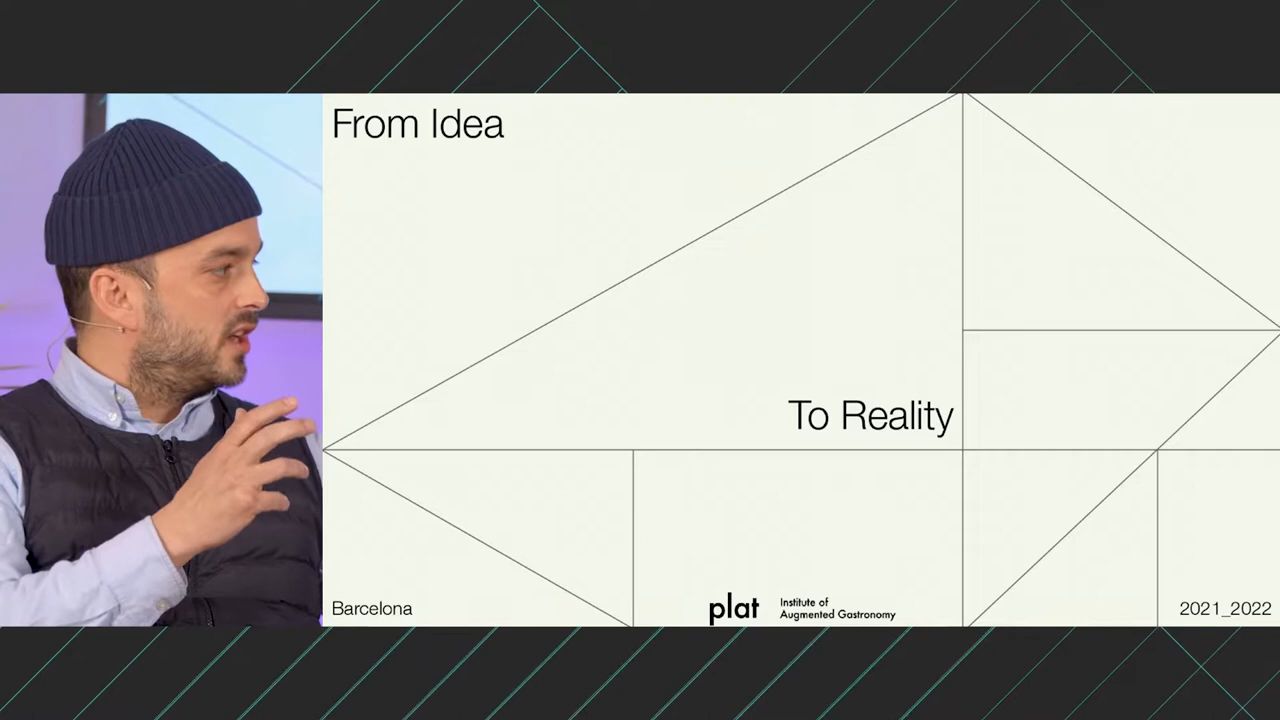 From Idea
To Reality
Barcelona
plat
Institute of
Augmented Gastronomy
2021_2022